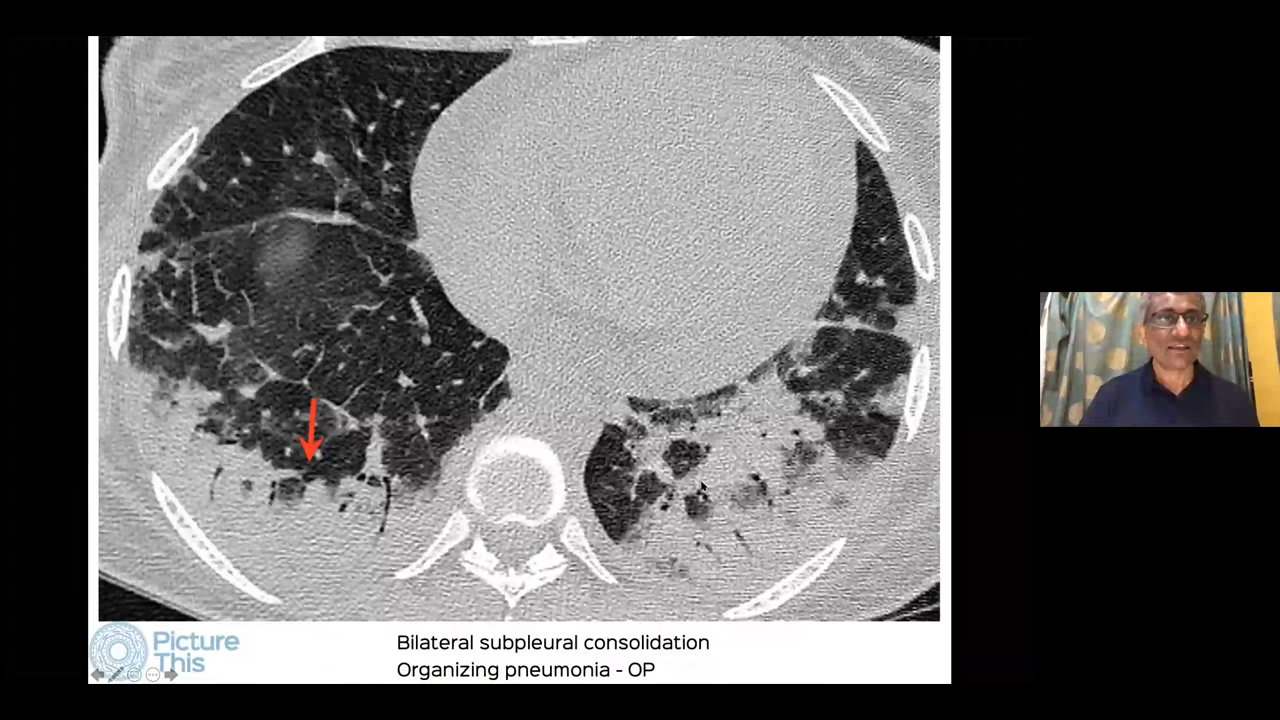 Picture
This
Bilateral subpleural consolidation
Organizing pneumonia - OP